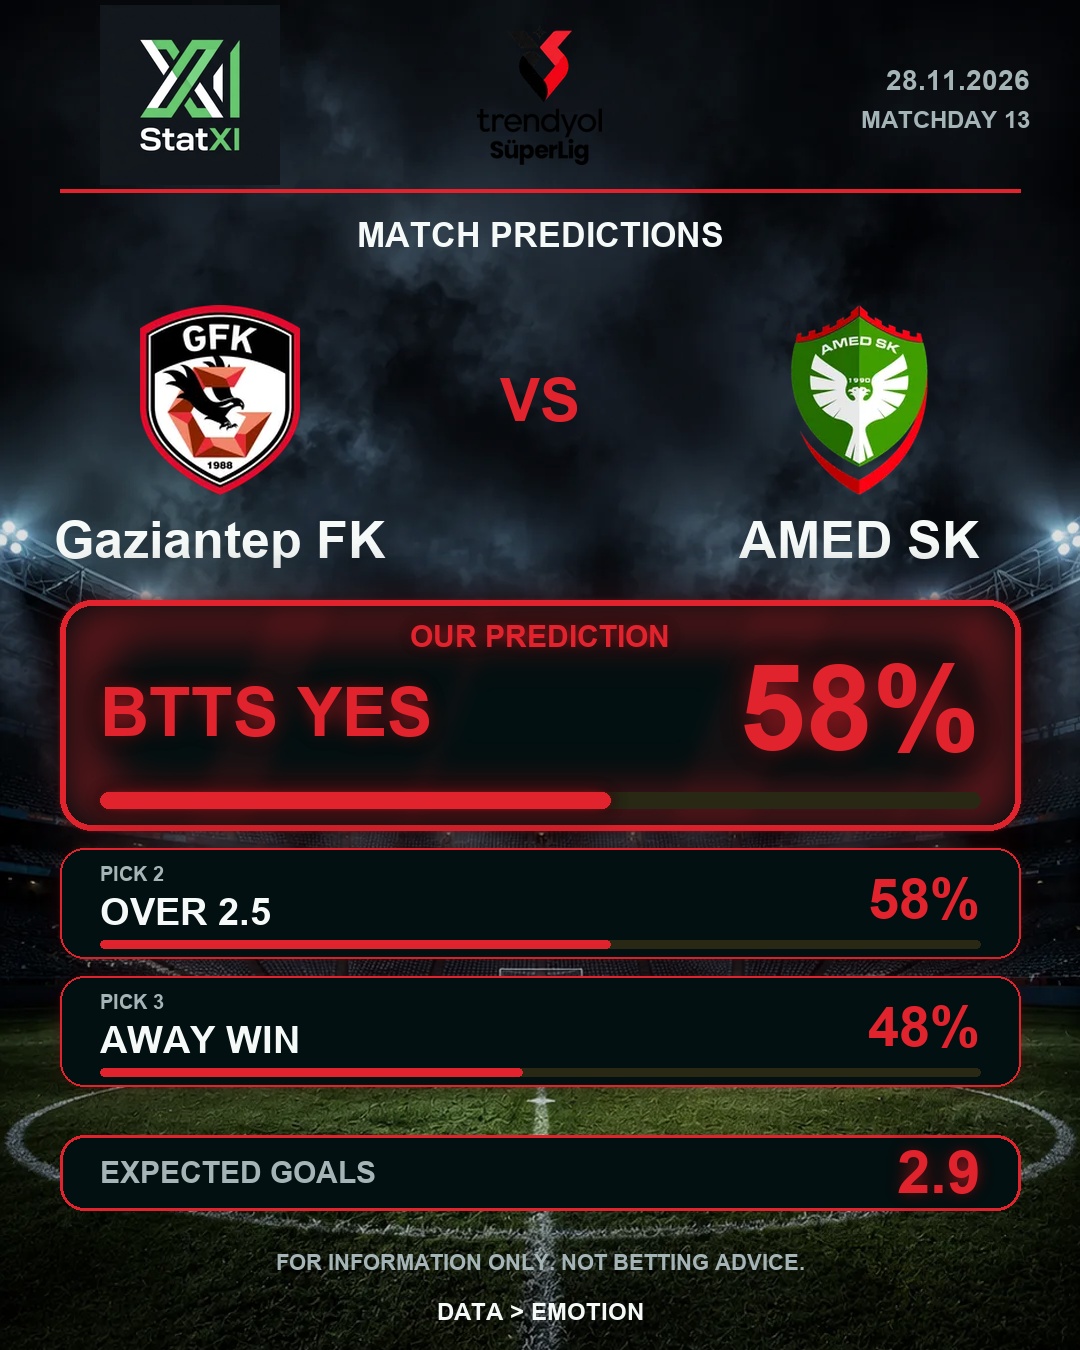 StatXI
trendyol
SüperLig
28.11.2026
MATCHDAY 13
MATCH PREDICTIONS
GFK
1988
VS
AMED SK
1990
Gaziantep FK
AMED SK
OUR PREDICTION
BTTS YES
58%
PICK 2
OVER 2.5
58%
PICK 3
AWAY WIN
48%
EXPECTED GOALS
2.9
FOR INFORMATION ONLY. NOT BETTING ADVICE.
DATA > EMOTION